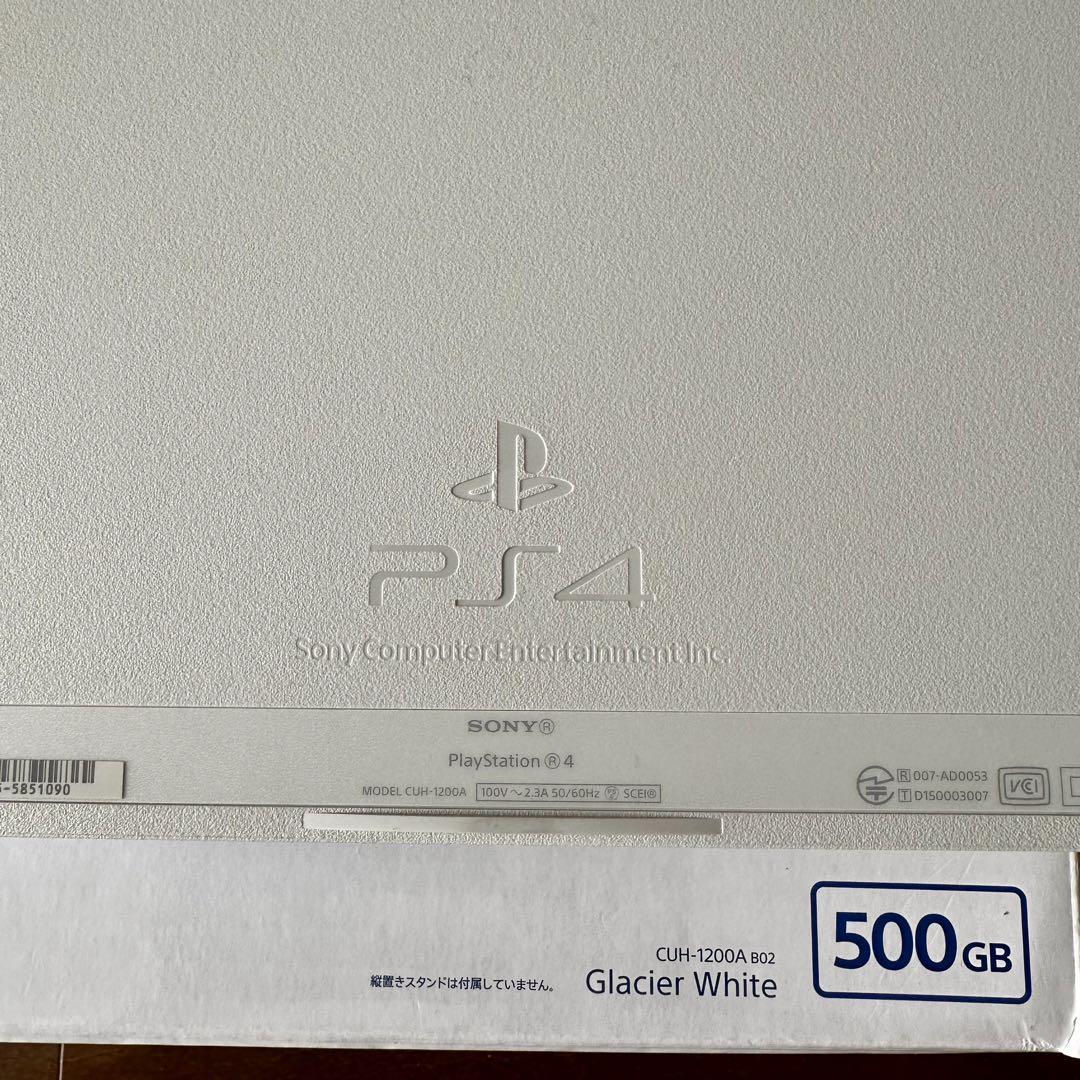 PS4
Sony Computer Entertainment Inc.
SONY®
PlayStation®4
5851090
MODEL CUH-1200A 100V～2.3A 50/60Hz SCEI®
R 007-AD0053
T D150003007
VCI
500GB
CUH-1200A B02
縦置きスタンドは付属していません。
Glacier White